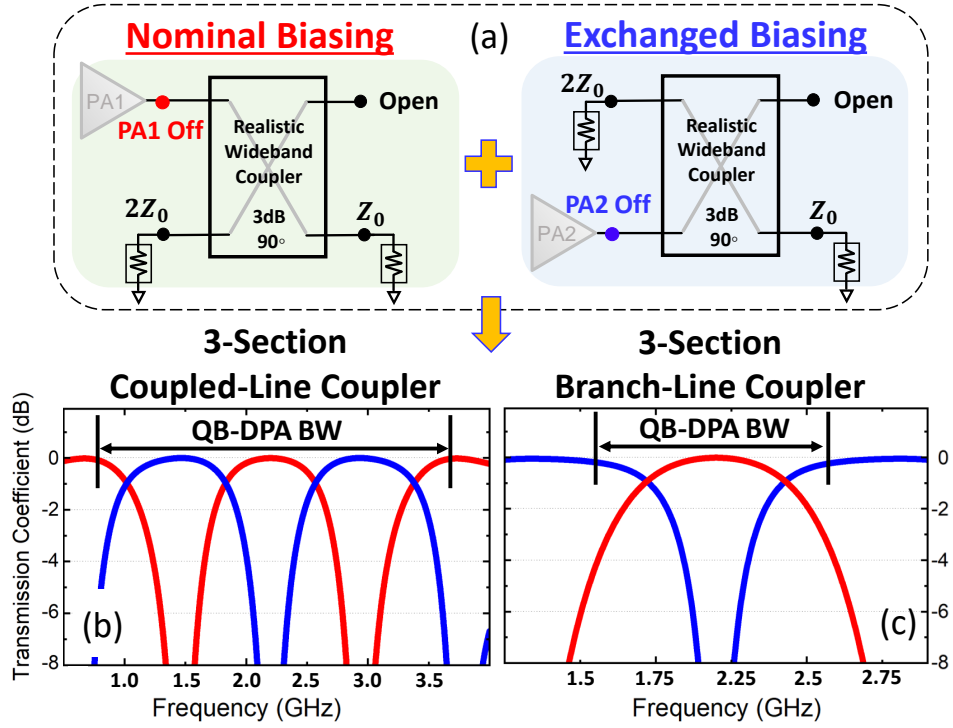 Nominal Biasing
(a)
Exchanged Biasing
PA1
PA1 Off
Realistic
Wideband
Coupler
3dB
90°
Open
2Z₀
Z₀
2Z₀
PA2
PA2 Off
Realistic
Wideband
Coupler
3dB
90°
Open
Z₀
3-Section
Coupled-Line Coupler
3-Section
Branch-Line Coupler
Transmission Coefficient (dB)
QB-DPA BW
0
-2
-4
-6
-8
(b)
1.0 1.5 2.0 2.5 3.0 3.5
Frequency (GHz)
QB-DPA BW
0
-2
-4
-6
-8
(c)
1.5 1.75 2.25 2.5 2.75
Frequency (GHz)